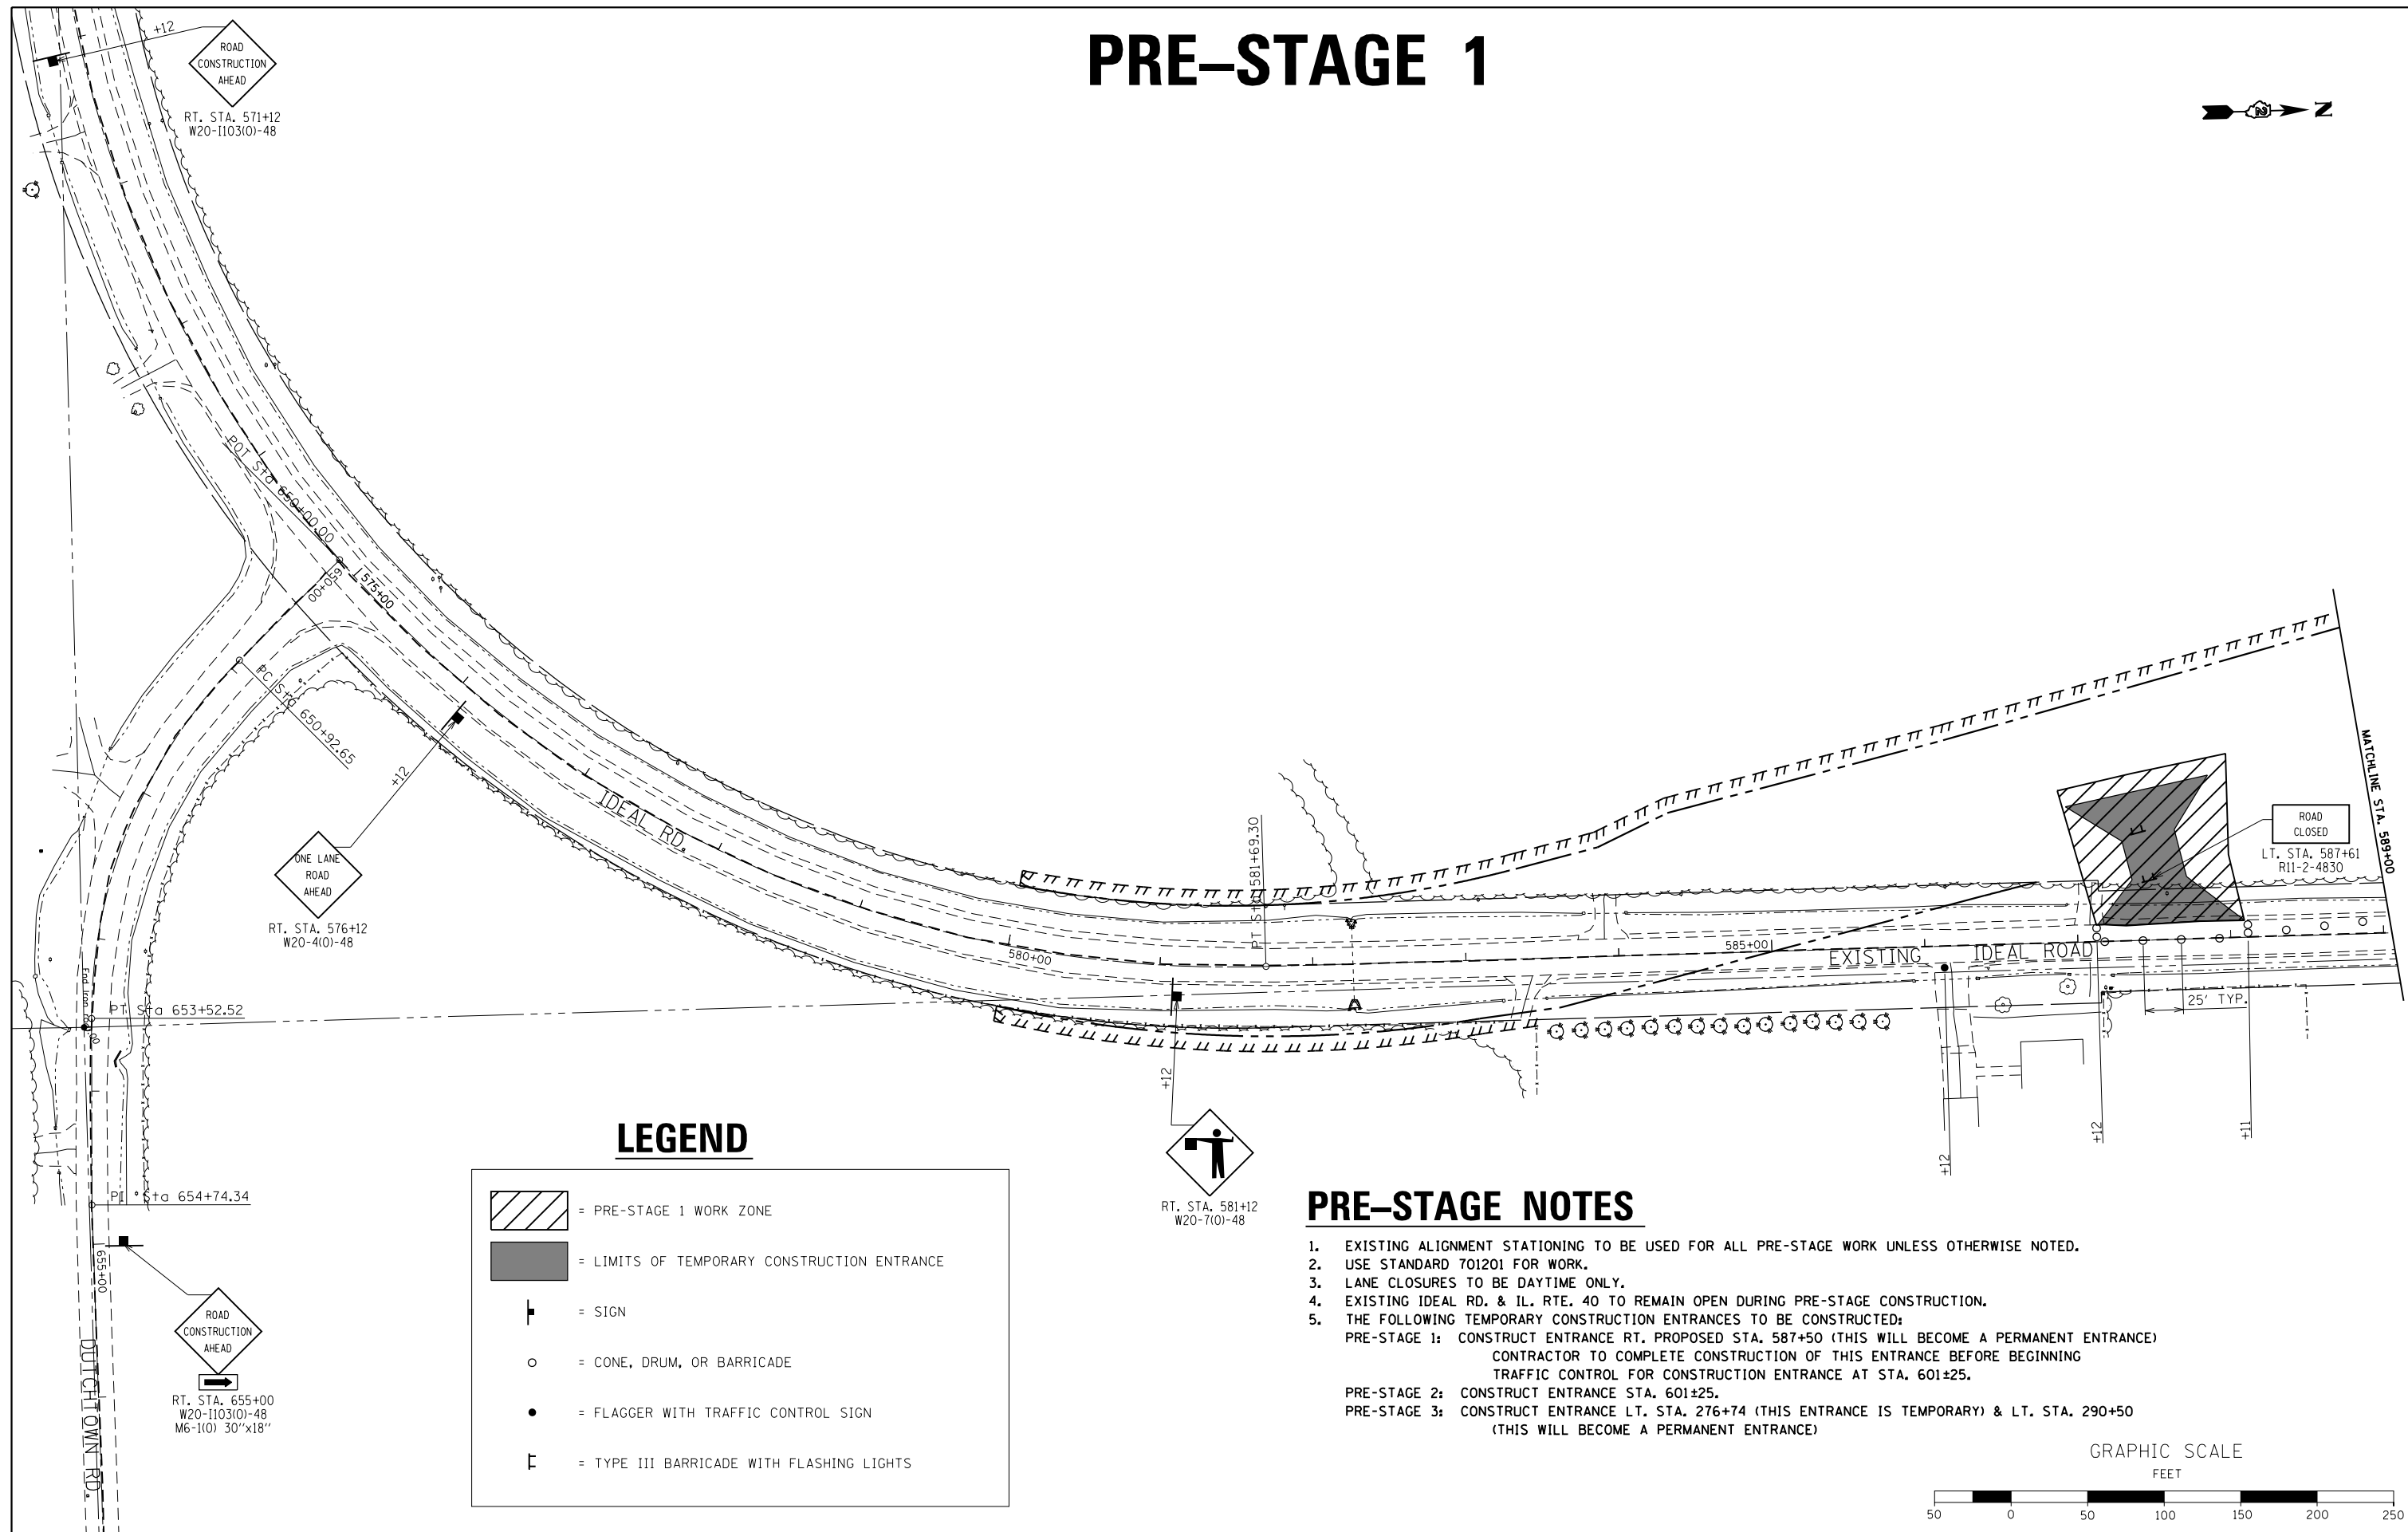 PRE-STAGE 1
N
+12
ROAD
CONSTRUCTION
AHEAD
RT. STA. 571+12
W20-I103(O)-48
POT Sta 650+00.00
650+00
575+00
PC Sta 650+92.65
+12
ONE LANE
ROAD
AHEAD
RT. STA. 576+12
W20-4(O)-48
IDEAL RD.
580+00
PT Sta 581+69.30
585+00
EXISTING IDEAL ROAD
MATCHLINE STA. 589+00
ROAD
CLOSED
LT. STA. 587+61
R11-2-4830
25' TYP.
+12
+12
+11
+12
RT. STA. 581+12
W20-7(O)-48
PT Sta 653+52.52
PI Sta 654+74.34
655+00
DUTCHTOWN RD.
ROAD
CONSTRUCTION
AHEAD
RT. STA. 655+00
W20-I103(O)-48
M6-1(O) 30"x18"
LEGEND
= PRE-STAGE 1 WORK ZONE
= LIMITS OF TEMPORARY CONSTRUCTION ENTRANCE
= SIGN
= CONE, DRUM, OR BARRICADE
= FLAGGER WITH TRAFFIC CONTROL SIGN
= TYPE III BARRICADE WITH FLASHING LIGHTS
PRE-STAGE NOTES
1. EXISTING ALIGNMENT STATIONING TO BE USED FOR ALL PRE-STAGE WORK UNLESS OTHERWISE NOTED.
2. USE STANDARD 701201 FOR WORK.
3. LANE CLOSURES TO BE DAYTIME ONLY.
4. EXISTING IDEAL RD. & IL. RTE. 40 TO REMAIN OPEN DURING PRE-STAGE CONSTRUCTION.
5. THE FOLLOWING TEMPORARY CONSTRUCTION ENTRANCES TO BE CONSTRUCTED:
PRE-STAGE 1: CONSTRUCT ENTRANCE RT. PROPOSED STA. 587+50 (THIS WILL BECOME A PERMANENT ENTRANCE)
CONTRACTOR TO COMPLETE CONSTRUCTION OF THIS ENTRANCE BEFORE BEGINNING
TRAFFIC CONTROL FOR CONSTRUCTION ENTRANCE AT STA. 601±25.
PRE-STAGE 2: CONSTRUCT ENTRANCE STA. 601±25.
PRE-STAGE 3: CONSTRUCT ENTRANCE LT. STA. 276+74 (THIS ENTRANCE IS TEMPORARY) & LT. STA. 290+50
(THIS WILL BECOME A PERMANENT ENTRANCE)
GRAPHIC SCALE
FEET
50 0 50 100 150 200 250